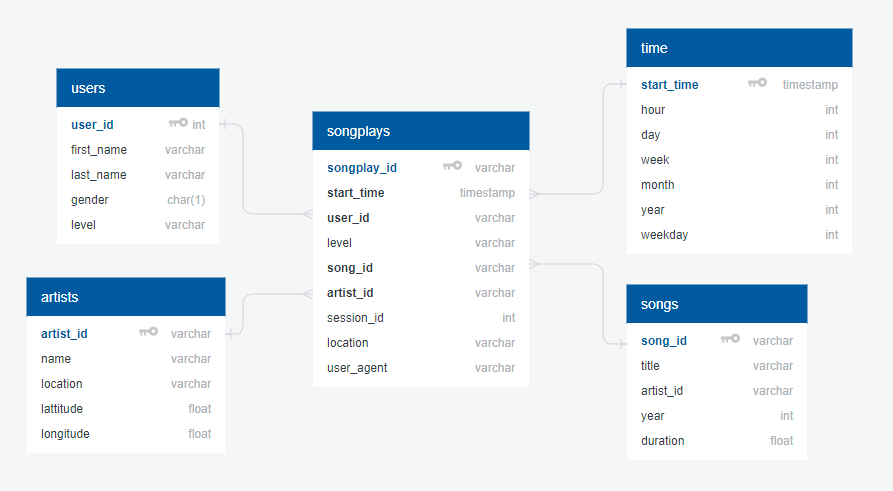 users
user_id int
first_name varchar
last_name varchar
gender char(1)
level varchar
artists
artist_id varchar
name varchar
location varchar
lattitude float
longitude float
songplays
songplay_id varchar
start_time timestamp
user_id varchar
level varchar
song_id varchar
artist_id varchar
session_id int
location varchar
user_agent varchar
time
start_time timestamp
hour int
day int
week int
month int
year int
weekday int
songs
song_id varchar
title varchar
artist_id varchar
year int
duration float